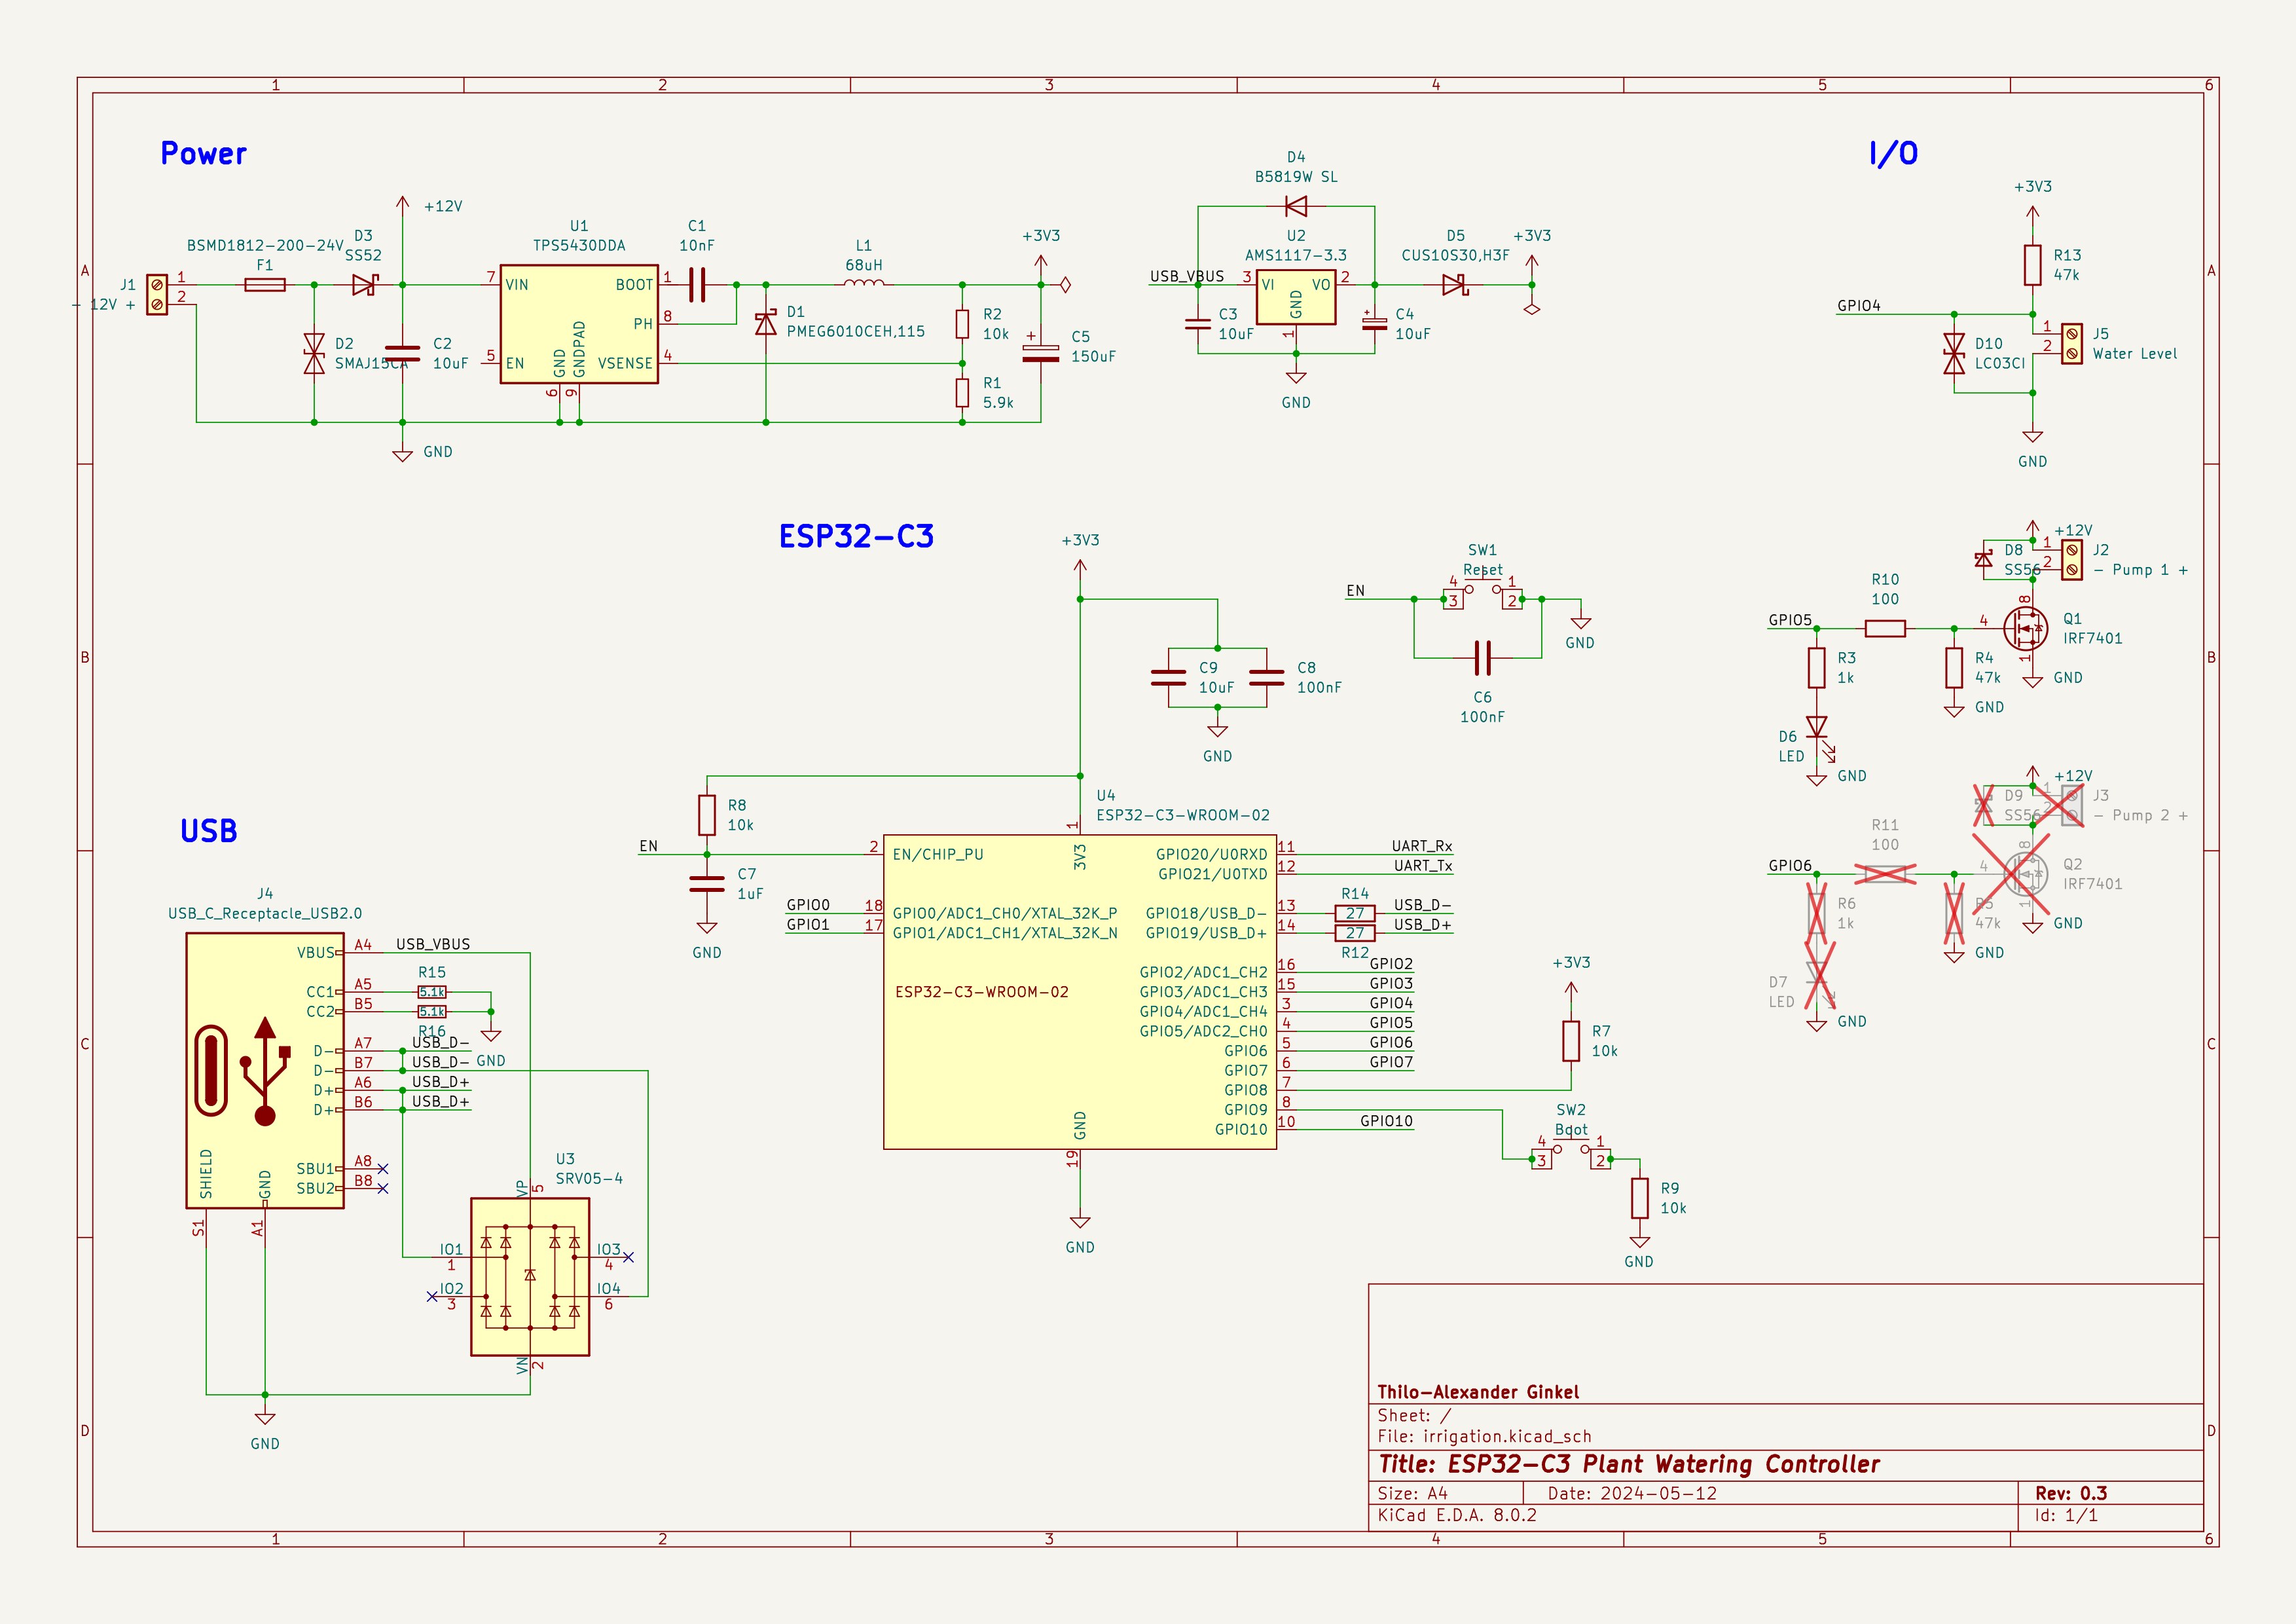 1 2 3 4 5 6
A
B
C
D
Power
+12V
BSMD1812-200-24V
F1
D3
SS52
J1
- 12V +
1
2
D2
SMAJ15CA
C2
10uF
GND
U1
TPS5430DDA
7 VIN
5 EN
BOOT 1
PH 8
VSENSE 4
GND 6
GNDPAD 9
C1
10nF
D1
PMEG6010CEH,115
L1
68uH
R2
10k
R1
5.9k
+3V3
C5
150uF
D4
B5819W SL
U2
AMS1117-3.3
USB_VBUS
3 VI
VO 2
GND
1
C3
10uF
C4
10uF
GND
D5
CUS10S30,H3F
+3V3
I/O
+3V3
R13
47k
GPIO4
D10
LC03CI
1
2
J5
Water Level
GND
ESP32-C3
+3V3
C9
10uF
C8
100nF
GND
SW1
Reset
EN
4
3
1
2
GND
C6
100nF
+12V
D8
SS56
1
2
J2
- Pump 1 +
R10
100
GPIO5
4
8
1
Q1
IRF7401
R3
1k
R4
47k
GND
GND
D6
LED
GND
+12V
D9
SS56
1
2
J3
- Pump 2 +
R11
100
GPIO6
4
8
1
Q2
IRF7401
R6
1k
R5
47k
GND
GND
D7
LED
GND
R8
10k
EN
C7
1uF
GND
U4
ESP32-C3-WROOM-02
1
3V3
2 EN/CHIP_PU
GPIO0 18 GPIO0/ADC1_CH0/XTAL_32K_P
GPIO1 17 GPIO1/ADC1_CH1/XTAL_32K_N
ESP32-C3-WROOM-02
GPIO20/U0RXD 11 UART_Rx
GPIO21/U0TXD 12 UART_Tx
R14
GPIO18/USB_D- 13 27 USB_D-
GPIO19/USB_D+ 14 27 USB_D+
R12
GPIO2/ADC1_CH2 16 GPIO2
GPIO3/ADC1_CH3 15 GPIO3
GPIO4/ADC1_CH4 3 GPIO4
GPIO5/ADC2_CH0 4 GPIO5
GPIO6 5 GPIO6
GPIO7 6 GPIO7
GPIO8 7
GPIO9 8
GPIO10 10 GPIO10
GND
19
GND
+3V3
R7
10k
SW2
Boot
4
3
1
2
R9
10k
GND
USB
J4
USB_C_Receptacle_USB2.0
VBUS A4 USB_VBUS
R15
CC1 A5 5.1k
CC2 B5 5.1k
R16
GND
D- A7 USB_D-
D- B7 USB_D-
D+ A6 USB_D+
D+ B6 USB_D+
SBU1 A8
SBU2 B8
SHIELD
GND
S1
A1
GND
U3
SRV05-4
VP
5
IO1
1
IO2
3
IO3
4
IO4
6
VN
2
Thilo-Alexander Ginkel
Sheet: /
File: irrigation.kicad_sch
Title: ESP32-C3 Plant Watering Controller
Size: A4 Date: 2024-05-12 Rev: 0.3
KiCad E.D.A. 8.0.2 Id: 1/1
A
B
C
D
1 2 3 4 5 6